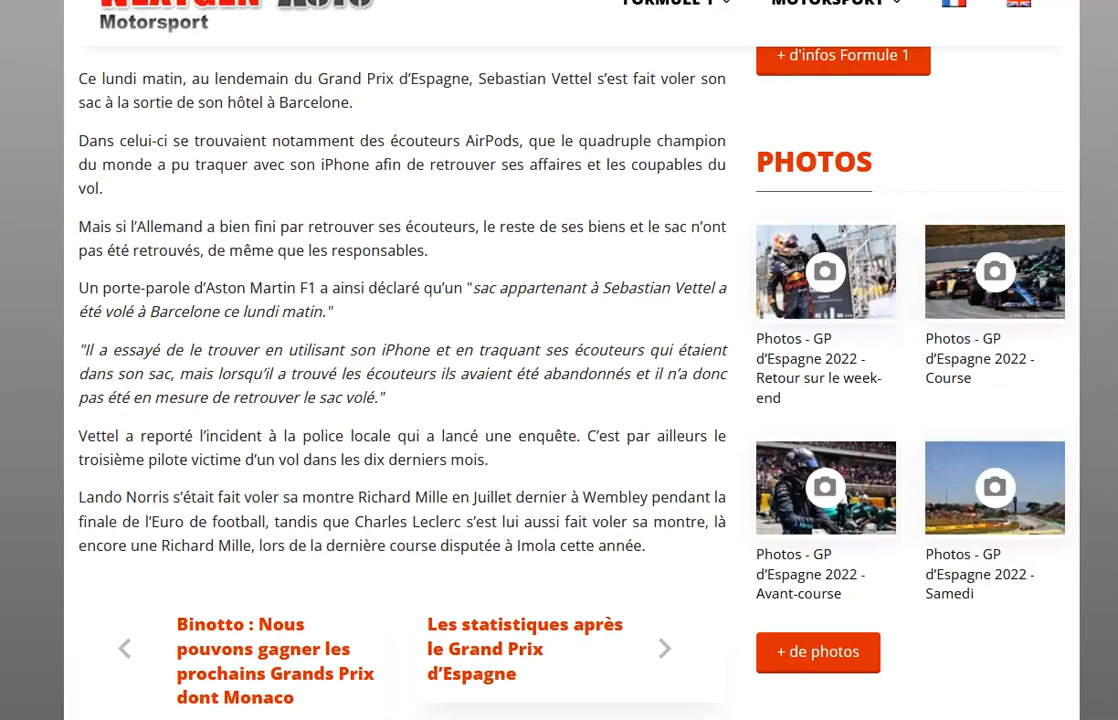 NEXTGEN Auto
Motorsport
FORMULE 1
MOTORSPORT
+ d'infos Formule 1
Ce lundi matin, au lendemain du Grand Prix d’Espagne, Sebastian Vettel s’est fait voler son
sac à la sortie de son hôtel à Barcelone.
Dans celui-ci se trouvaient notamment des écouteurs AirPods, que le quadruple champion
du monde a pu traquer avec son iPhone afin de retrouver ses affaires et les coupables du
vol.
Mais si l’Allemand a bien fini par retrouver ses écouteurs, le reste de ses biens et le sac n’ont
pas été retrouvés, de même que les responsables.
Un porte-parole d’Aston Martin F1 a ainsi déclaré qu’un "sac appartenant à Sebastian Vettel a
été volé à Barcelone ce lundi matin."
"Il a essayé de le trouver en utilisant son iPhone et en traquant ses écouteurs qui étaient
dans son sac, mais lorsqu’il a trouvé les écouteurs ils avaient été abandonnés et il n’a donc
pas été en mesure de retrouver le sac volé."
Vettel a reporté l’incident à la police locale qui a lancé une enquête. C’est par ailleurs le
troisième pilote victime d’un vol dans les dix derniers mois.
Lando Norris s’était fait voler sa montre Richard Mille en Juillet dernier à Wembley pendant la
finale de l’Euro de football, tandis que Charles Leclerc s’est lui aussi fait voler sa montre, là
encore une Richard Mille, lors de la dernière course disputée à Imola cette année.
Binotto : Nous
pouvons gagner les
prochains Grands Prix
dont Monaco
Les statistiques après
le Grand Prix
d’Espagne
PHOTOS
Photos - GP
d’Espagne 2022 -
Retour sur le week-
end
Photos - GP
d’Espagne 2022 -
Course
Photos - GP
d’Espagne 2022 -
Avant-course
Photos - GP
d’Espagne 2022 -
Samedi
+ de photos